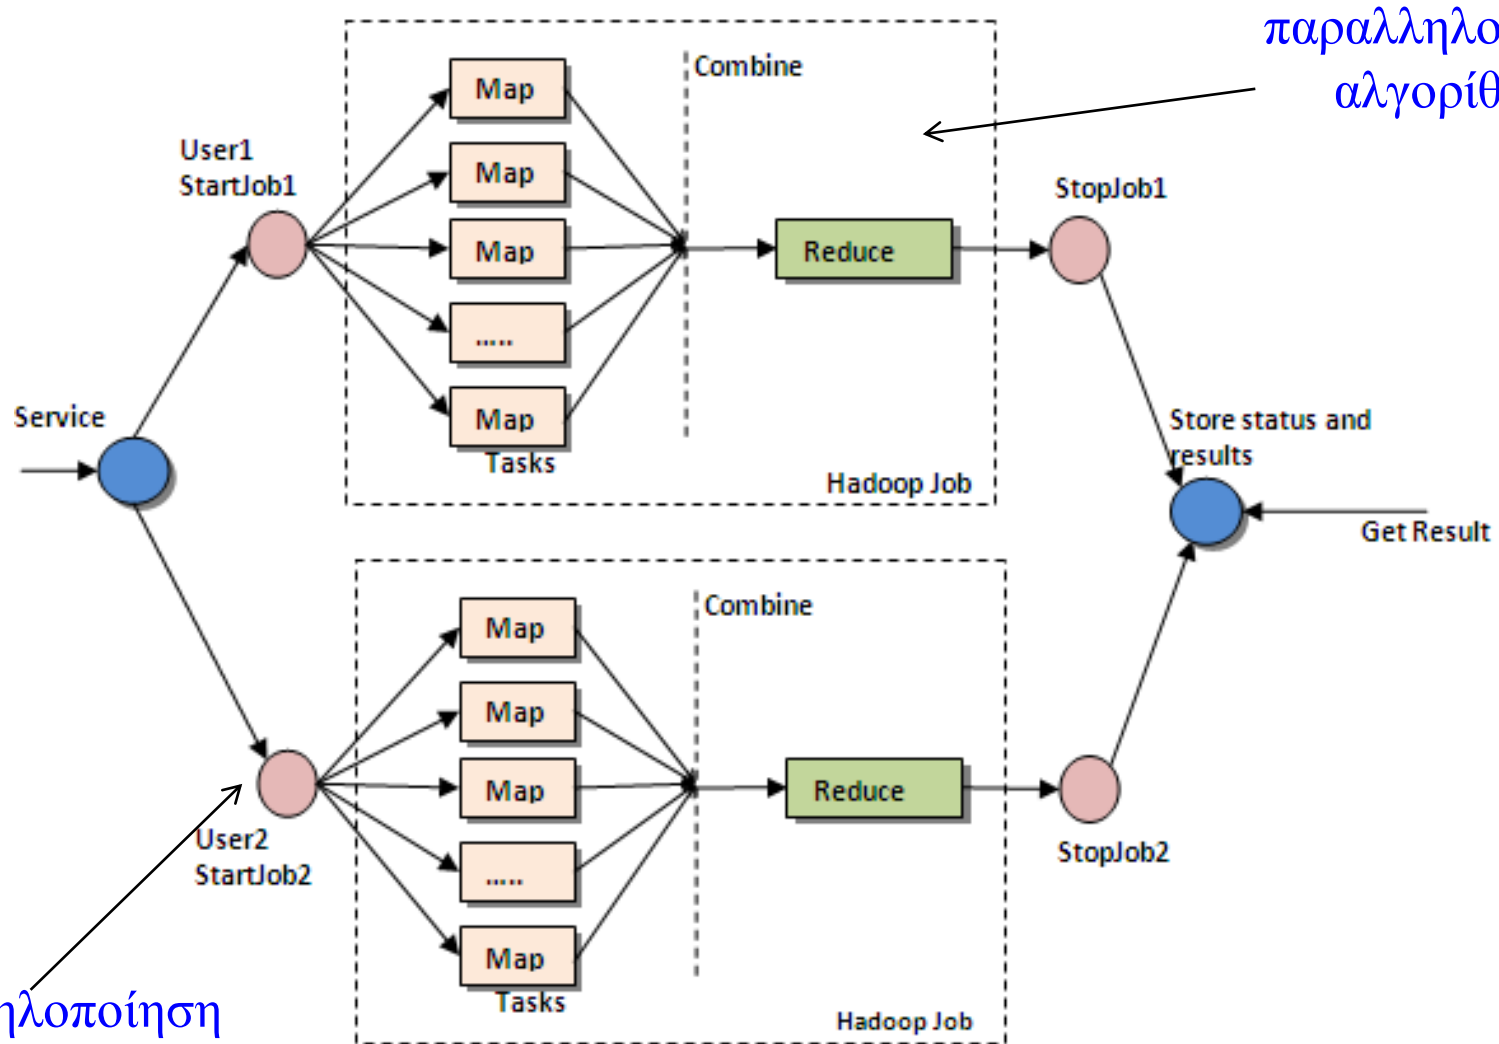 παραλληλο
αλγορίθ
Combine
Map
Map
Map
.....
Map
Tasks
User1
StartJob1
Reduce
StopJob1
Hadoop Job
Service
Store status and
results
Get Result
Combine
Map
Map
Map
.....
Map
Tasks
User2
StartJob2
Reduce
StopJob2
Hadoop Job
ηλοποίηση